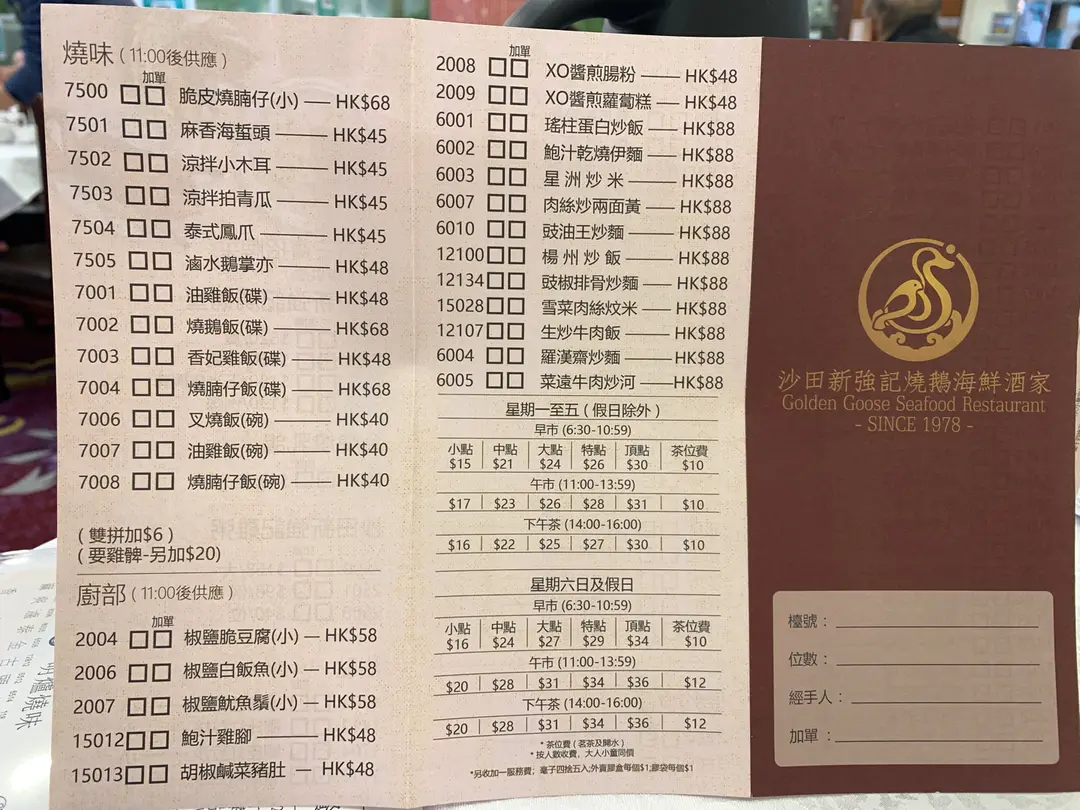 燒味 ( 11:00後供應 )
加單
7500 □□ 脆皮燒腩仔(小) — HK$68
7501 □□ 麻香海蜇頭 — HK$45
7502 □□ 涼拌小木耳 — HK$45
7503 □□ 涼拌拍青瓜 — HK$45
7504 □□ 泰式鳳爪 — HK$45
7505 □□ 滷水鵝掌亦 — HK$48
7001 □□ 油雞飯(碟) — HK$48
7002 □□ 燒鵝飯(碟) — HK$68
7003 □□ 香妃雞飯(碟) — HK$48
7004 □□ 燒腩仔飯(碟) — HK$68
7006 □□ 叉燒飯(碗) — HK$40
7007 □□ 油雞飯(碗) — HK$40
7008 □□ 燒腩仔飯(碗) — HK$40
( 雙拼加$6 )
( 要雞髀-另加$20)
廚部 ( 11:00後供應 )
加單
2004 □□ 椒鹽脆豆腐(小) — HK$58
2006 □□ 椒鹽白飯魚(小) — HK$58
2007 □□ 椒鹽魷魚鬚(小) — HK$58
15012 □□ 鮑汁雞腳 — HK$48
15013 □□ 胡椒鹹菜豬肚 — HK$48
加單
2008 □□ XO醬煎腸粉 — HK$48
2009 □□ XO醬煎蘿蔔糕 — HK$48
6001 □□ 瑤柱蛋白炒飯 — HK$88
6002 □□ 鮑汁乾燒伊麵 — HK$88
6003 □□ 星洲炒米 — HK$88
6007 □□ 肉絲炒兩面黃 — HK$88
6010 □□ 豉油王炒麵 — HK$88
12100 □□ 楊州炒飯 — HK$88
12134 □□ 豉椒排骨炒麵 — HK$88
15028 □□ 雪菜肉絲炆米 — HK$88
12107 □□ 生炒牛肉飯 — HK$88
6004 □□ 羅漢齋炒麵 — HK$88
6005 □□ 菜遠牛肉炒河 — HK$88
星期一至五 ( 假日除外 )
早市 (6:30-10:59)
小點 中點 大點 特點 頂點 茶位費
$15 $21 $24 $26 $30 $10
午市 (11:00-13:59)
$17 $23 $26 $28 $31 $10
下午茶 (14:00-16:00)
$16 $22 $25 $27 $30 $10
星期六日及假日
早市 (6:30-10:59)
小點 中點 大點 特點 頂點 茶位費
$16 $24 $27 $29 $34 $10
午市 (11:00-13:59)
$20 $28 $31 $34 $36 $12
下午茶 (14:00-16:00)
$20 $28 $31 $34 $36 $12
*茶位費 ( 茗茶及開水 )
*按人數收費，大人小童同價
*另收加一服務費；毫子四捨五入;外賣膠盒每個$1;膠袋每個$1
沙田新強記燒鵝海鮮酒家
Golden Goose Seafood Restaurant
- SINCE 1978 -
檯號：
位數：
經手人：
加單：
燒味